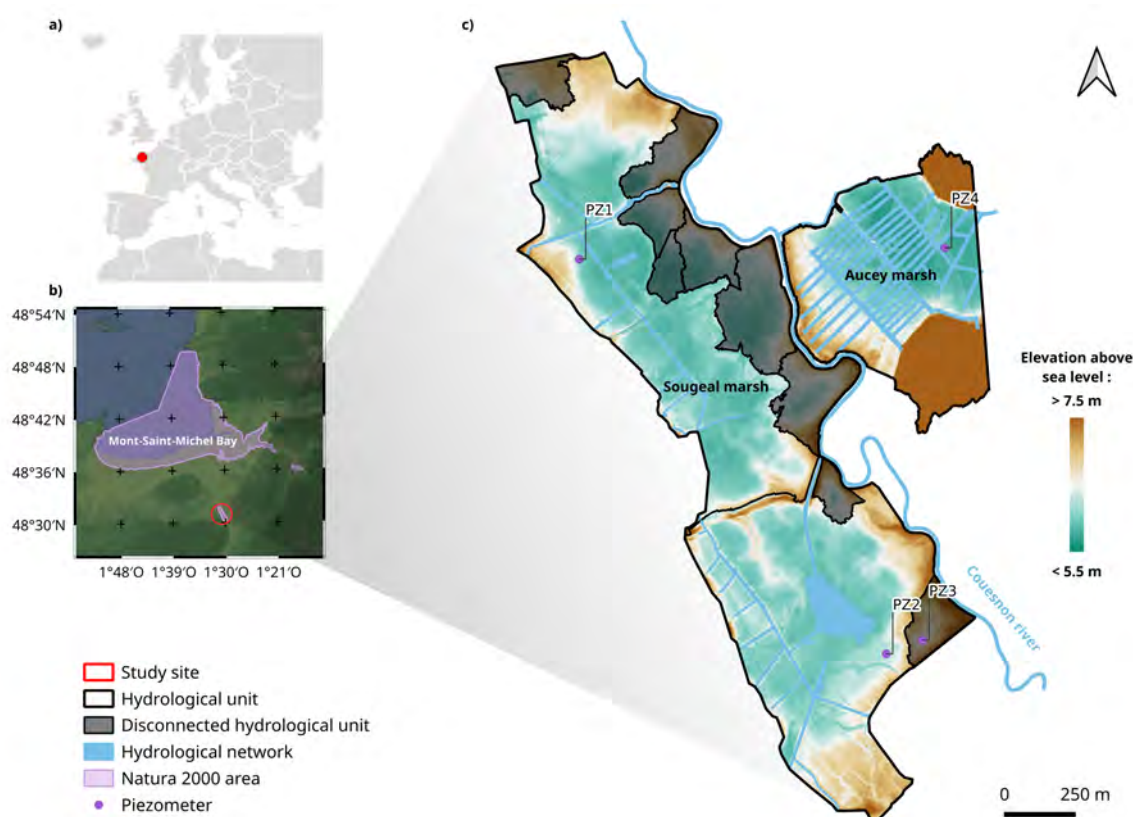 a)
b)
48°54′N
48°48′N
48°42′N
48°36′N
48°30′N
Mont-Saint-Michel Bay
1°48′O 1°39′O 1°30′O 1°21′O
Study site
Hydrological unit
Disconnected hydrological unit
Hydrological network
Natura 2000 area
Piezometer
c)
PZ1
PZ4
Aucey marsh
Sougeal marsh
PZ2
PZ3
Couesnon river
Elevation above
sea level :
> 7.5 m
< 5.5 m
0 250 m